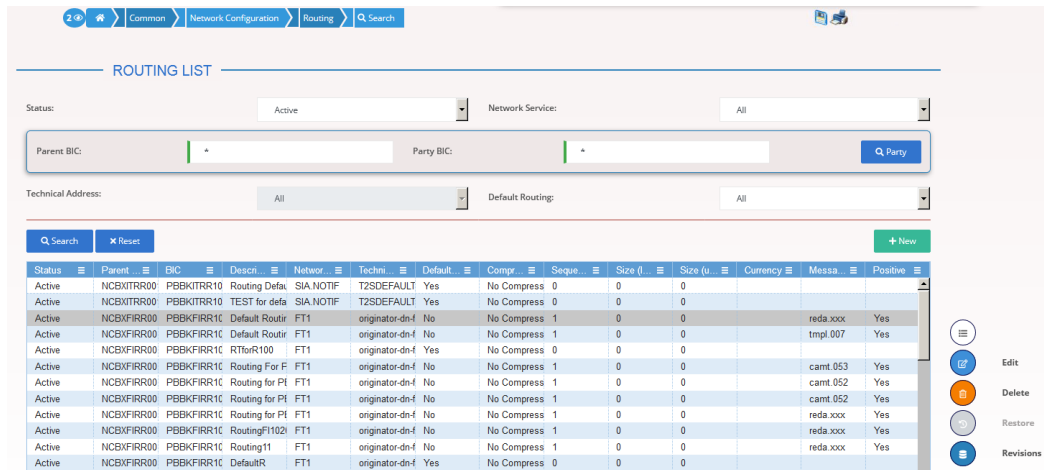 2 Common Network Configuration Routing Search
ROUTING LIST
Status: Active Network Service: All
Parent BIC: * Party BIC: * Party
Technical Address: All Default Routing: All
Search Reset New
Status Parent ... BIC Descri... Networ... Techni... Default... Compr... Seque... Size (l... Size (u... Currency Messa... Positive
Active NCBXITRR00 PBBKITRR10 Routing Defau SIA.NOTIF T2SDEFAULT Yes No Compress 0 0 0
Active NCBXITRR00 PBBKITRR10 TEST for defa SIA.NOTIF T2SDEFAULT Yes No Compress 0 0 0
Active NCBXFIRR00 PBBKFIRR10 Default Routir FT1 originator-dn-f No No Compress 1 0 0 reda.xxx Yes
Active NCBXFIRR00 PBBKFIRR10 Default Routir FT1 originator-dn-f No No Compress 1 0 0 tmpl.007 Yes
Active NCBXFIRR00 PBBKFIRR10 RTforR100 FT1 originator-dn-f Yes No Compress 0 0 0
Active NCBXFIRR00 PBBKFIRR10 Routing For F FT1 originator-dn-f No No Compress 1 0 0 camt.053 Yes
Active NCBXFIRR00 PBBKFIRR10 Routing for PE FT1 originator-dn-f No No Compress 1 0 0 camt.052 Yes
Active NCBXFIRR00 PBBKFIRR10 Routing for PE FT1 originator-dn-f No No Compress 1 0 0 camt.052 Yes
Active NCBXFIRR00 PBBKFIRR10 Routing for PE FT1 originator-dn-f No No Compress 1 0 0 reda.xxx Yes
Active NCBXFIRR00 PBBKFIRR10 RoutingFI102 FT1 originator-dn-f No No Compress 1 0 0 reda.xxx Yes
Active NCBXFIRR00 PBBKFIRR10 Routing11 FT1 originator-dn-f No No Compress 1 0 0 reda.xxx Yes
Active NCBXFIRR00 PBBKFIRR10 DefaultR FT1 originator-dn-f Yes No Compress 0 0 0
Edit
Delete
Restore
Revisions